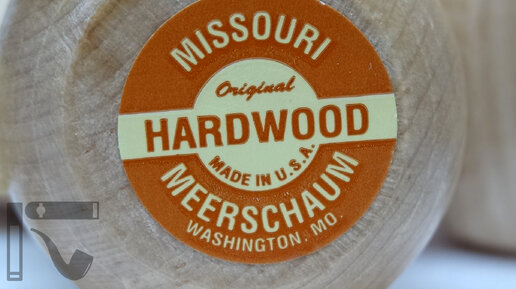 MISSOURI
Original
HARDWOOD
MADE IN U.S.A.
MEERSCHAUM
WASHINGTON, MO.